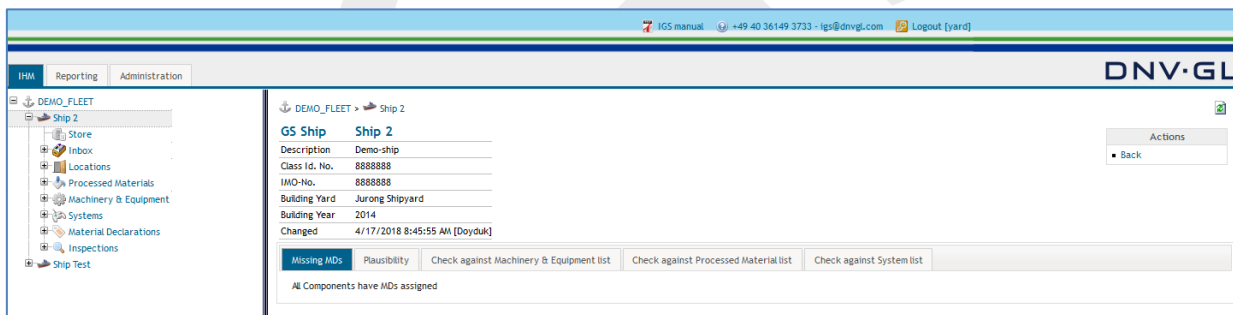 IGS manual +49 40 36149 3733 - igs@dnvgl.com Logout [yard]
IHM Reporting Administration
DNV·GL
DEMO_FLEET
Ship 2
Store
Inbox
Locations
Processed Materials
Machinery & Equipment
Systems
Material Declarations
Inspections
Ship Test
DEMO_FLEET > Ship 2
GS Ship Ship 2
Description Demo-ship
Class Id. No. 8888888
IMO-No. 8888888
Building Yard Jurong Shipyard
Building Year 2014
Changed 4/17/2018 8:45:55 AM [Doyduk]
Actions
Back
Missing MDs Plausibility Check against Machinery & Equipment list Check against Processed Material list Check against System list
All Components have MDs assigned